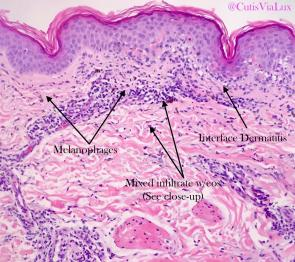 @CutisViaLux
Interface Dermatitis
Melanophages
Mixed infiltrate w/eos
(See close-up)